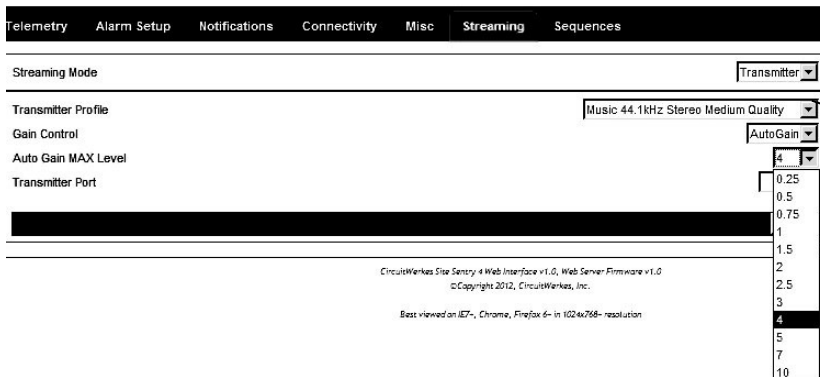 Telemetry Alarm Setup Notifications Connectivity Misc Streaming Sequences
Streaming Mode Transmitter
Transmitter Profile Music 44.1kHz Stereo Medium Quality
Gain Control AutoGain
Auto Gain MAX Level 4
Transmitter Port
0.25
0.5
0.75
1
1.5
2
2.5
3
4
5
7
10
CircuitWerkes Site Sentry 4 Web Interface v1.0, Web Server Firmware v1.0
©Copyright 2012, CircuitWerkes, Inc.
Best viewed on IE7+, Chrome, Firefox 6+ in 1024x768+ resolution